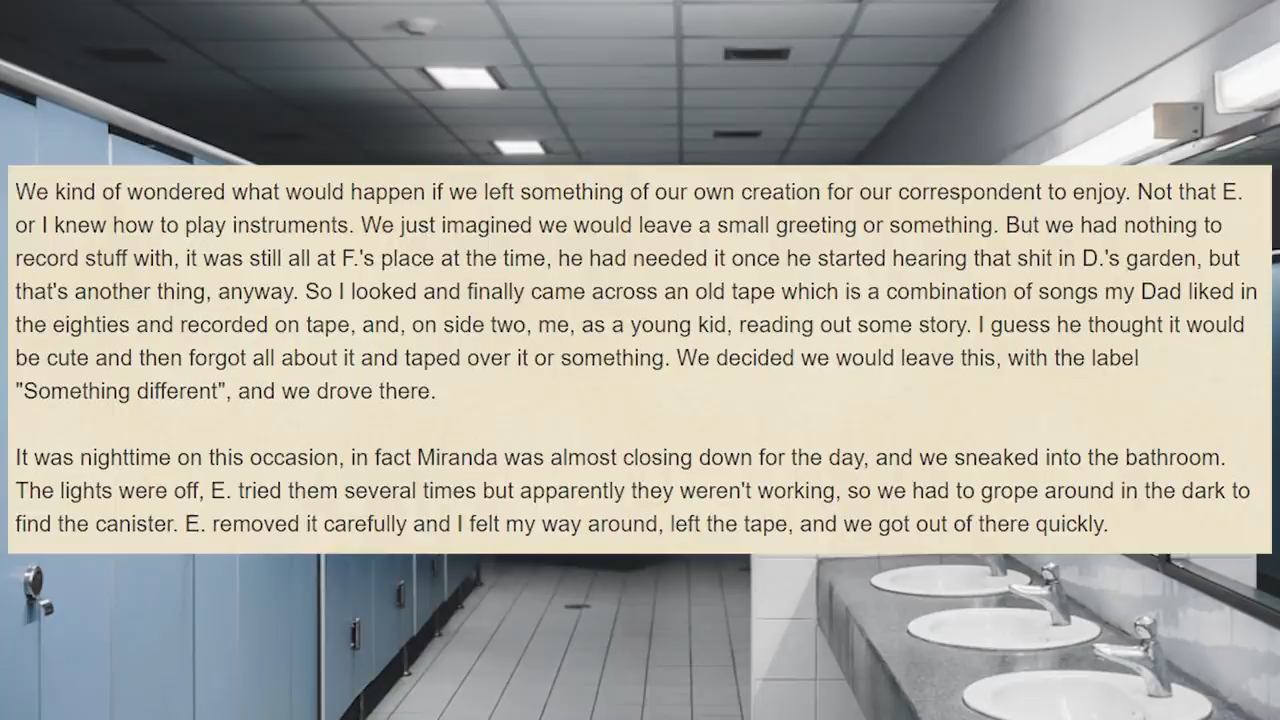 We kind of wondered what would happen if we left something of our own creation for our correspondent to enjoy. Not that E.
or I knew how to play instruments. We just imagined we would leave a small greeting or something. But we had nothing to
record stuff with, it was still all at F.'s place at the time, he had needed it once he started hearing that shit in D.'s garden, but
that's another thing, anyway. So I looked and finally came across an old tape which is a combination of songs my Dad liked in
the eighties and recorded on tape, and, on side two, me, as a young kid, reading out some story. I guess he thought it would
be cute and then forgot all about it and taped over it or something. We decided we would leave this, with the label
"Something different", and we drove there.

It was nighttime on this occasion, in fact Miranda was almost closing down for the day, and we sneaked into the bathroom.
The lights were off, E. tried them several times but apparently they weren't working, so we had to grope around in the dark to
find the canister. E. removed it carefully and I felt my way around, left the tape, and we got out of there quickly.